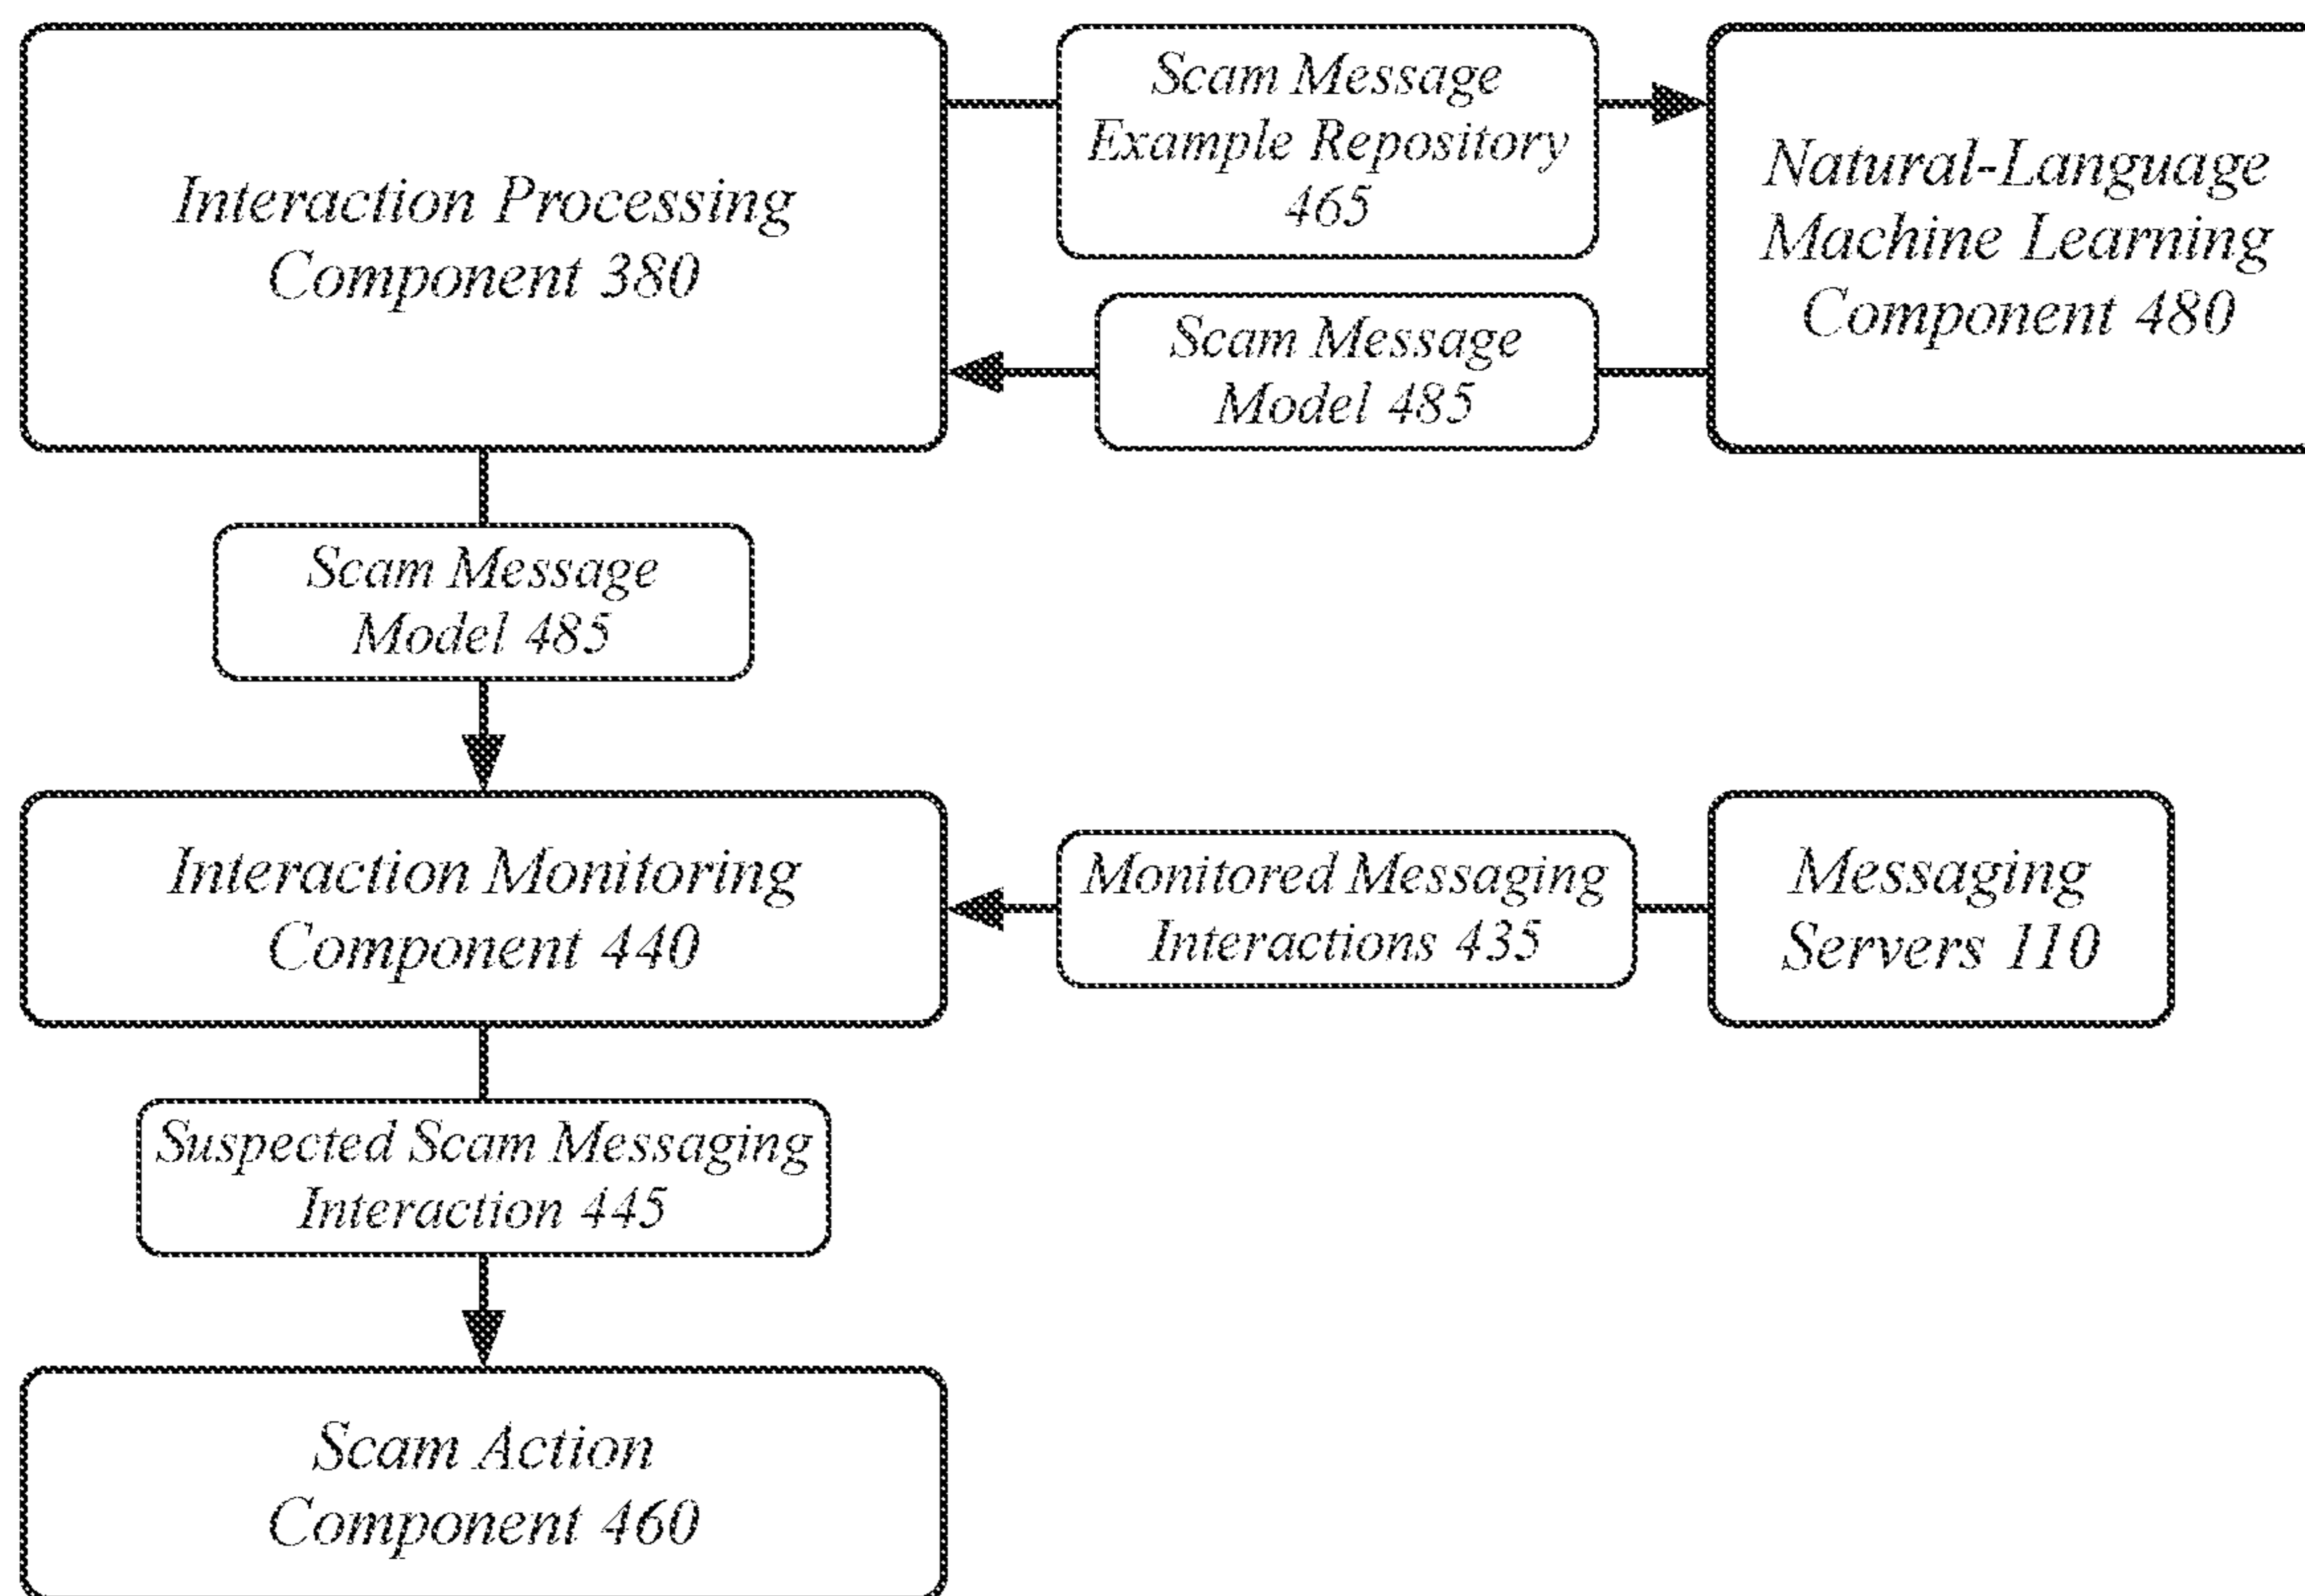 Interaction Processing
Component 380
Scam Message
Example Repository
465
Natural-Language
Machine Learning
Component 480
Scam Message
Model 485
Scam Message
Model 485
Interaction Monitoring
Component 440
Monitored Messaging
Interactions 435
Messaging
Servers 110
Suspected Scam Messaging
Interaction 445
Scam Action
Component 460